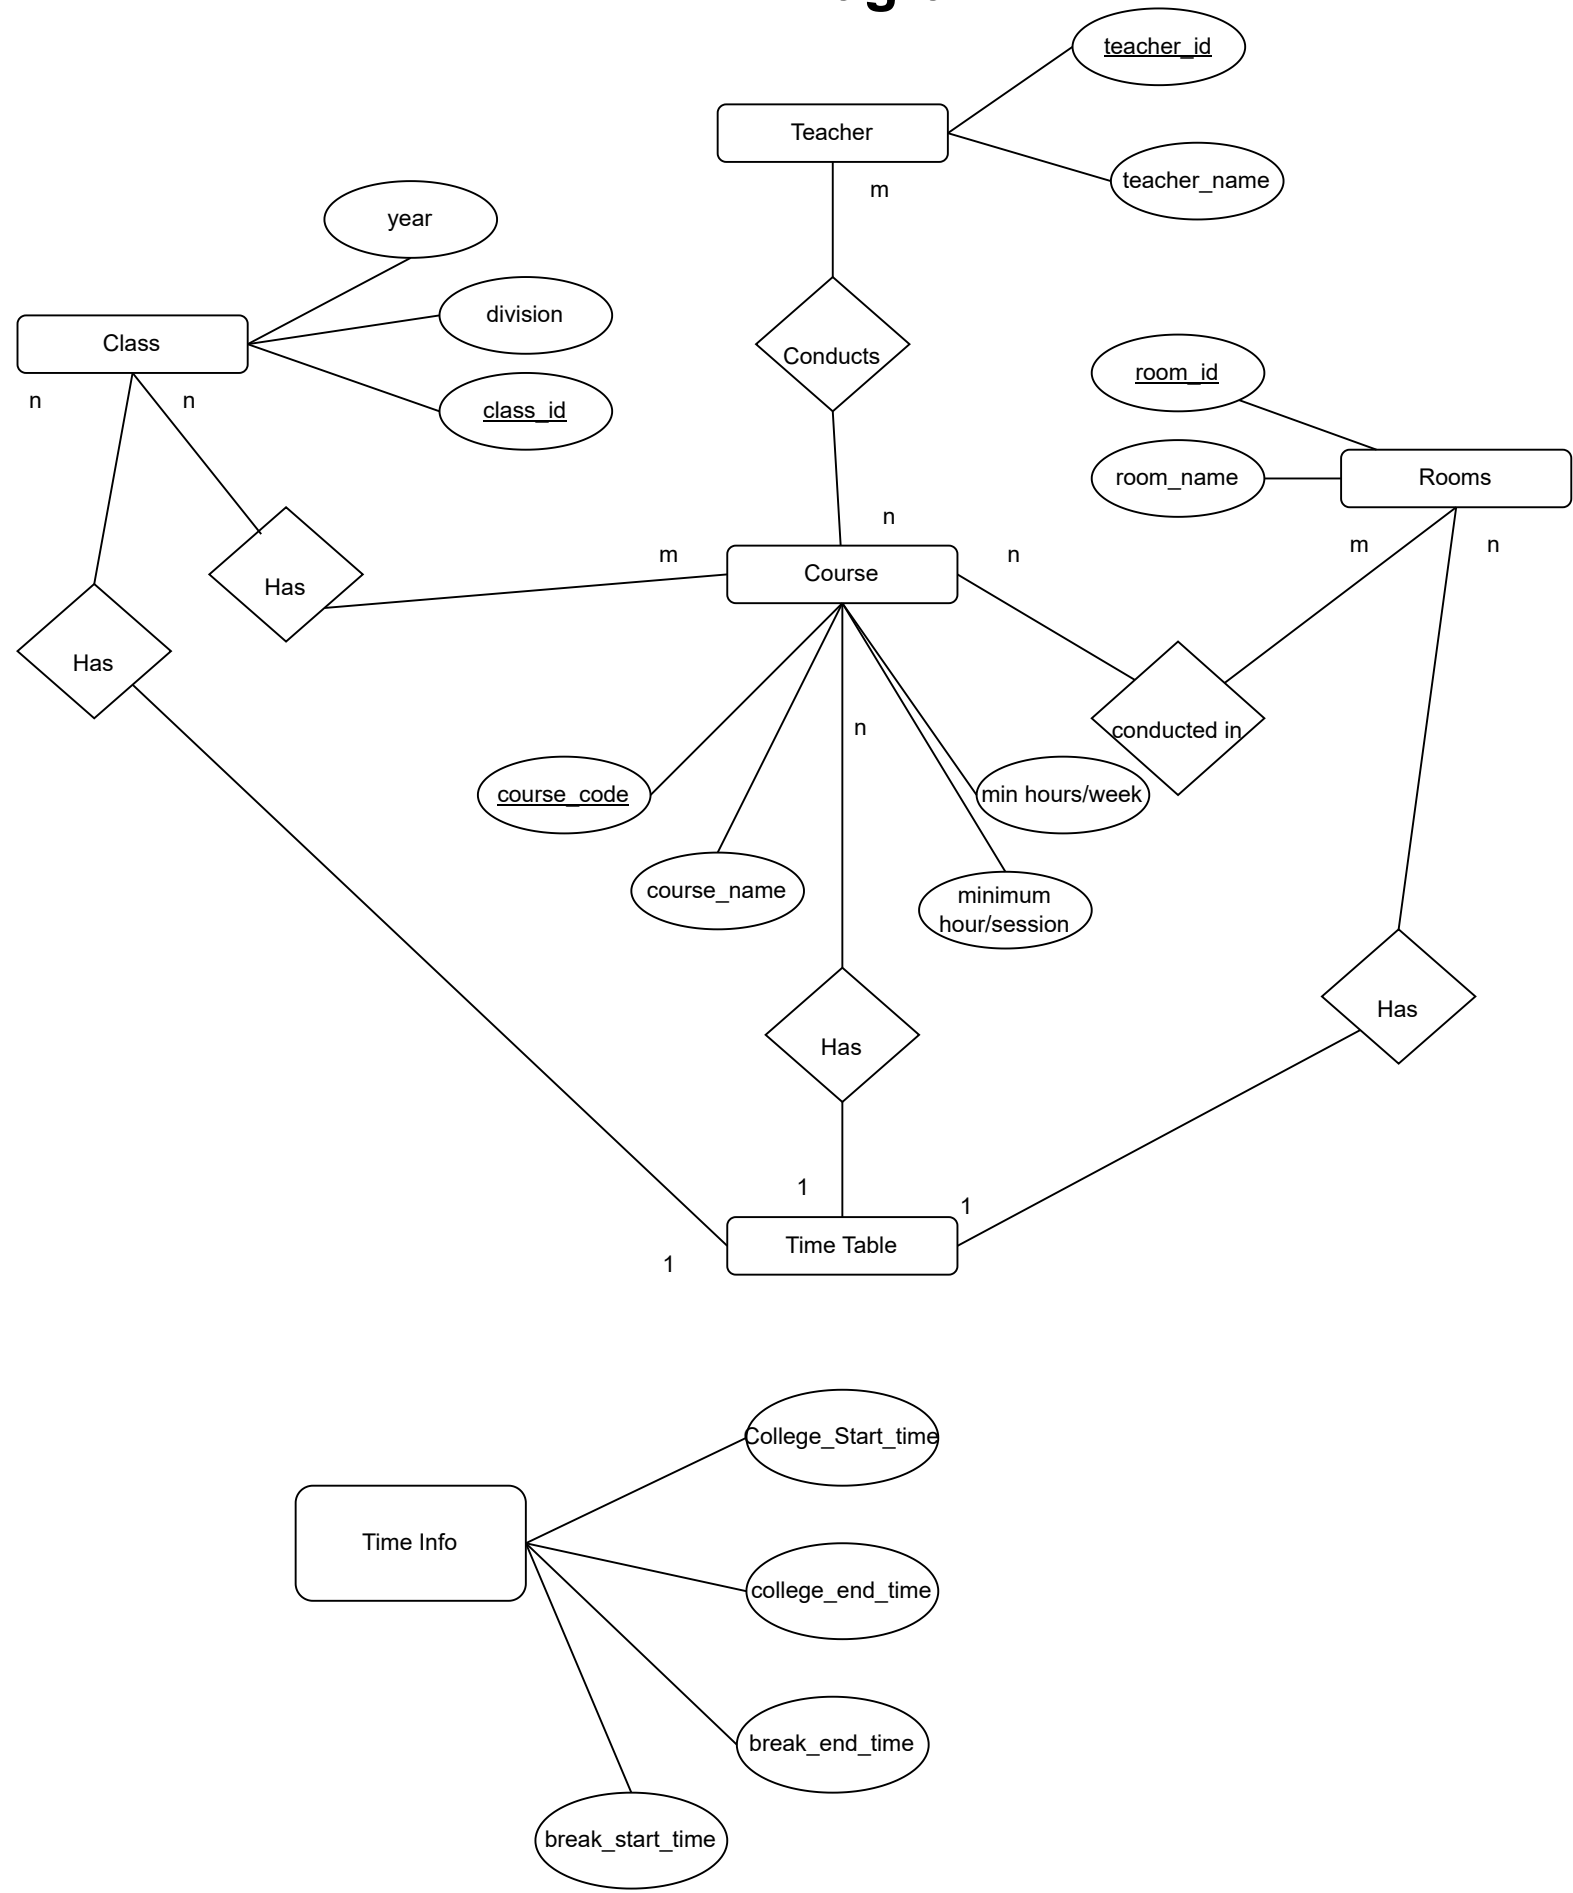 teacher_id
Teacher
teacher_name
m
year
division
Class
Conducts
room_id
n
n
class_id
room_name
Rooms
n
m
n
m
n
Course
Has
Has
n
conducted in
course_code
min hours/week
course_name
minimum
hour/session
Has
Has
1
1
Time Table
1
College_Start_time
Time Info
college_end_time
break_end_time
break_start_time